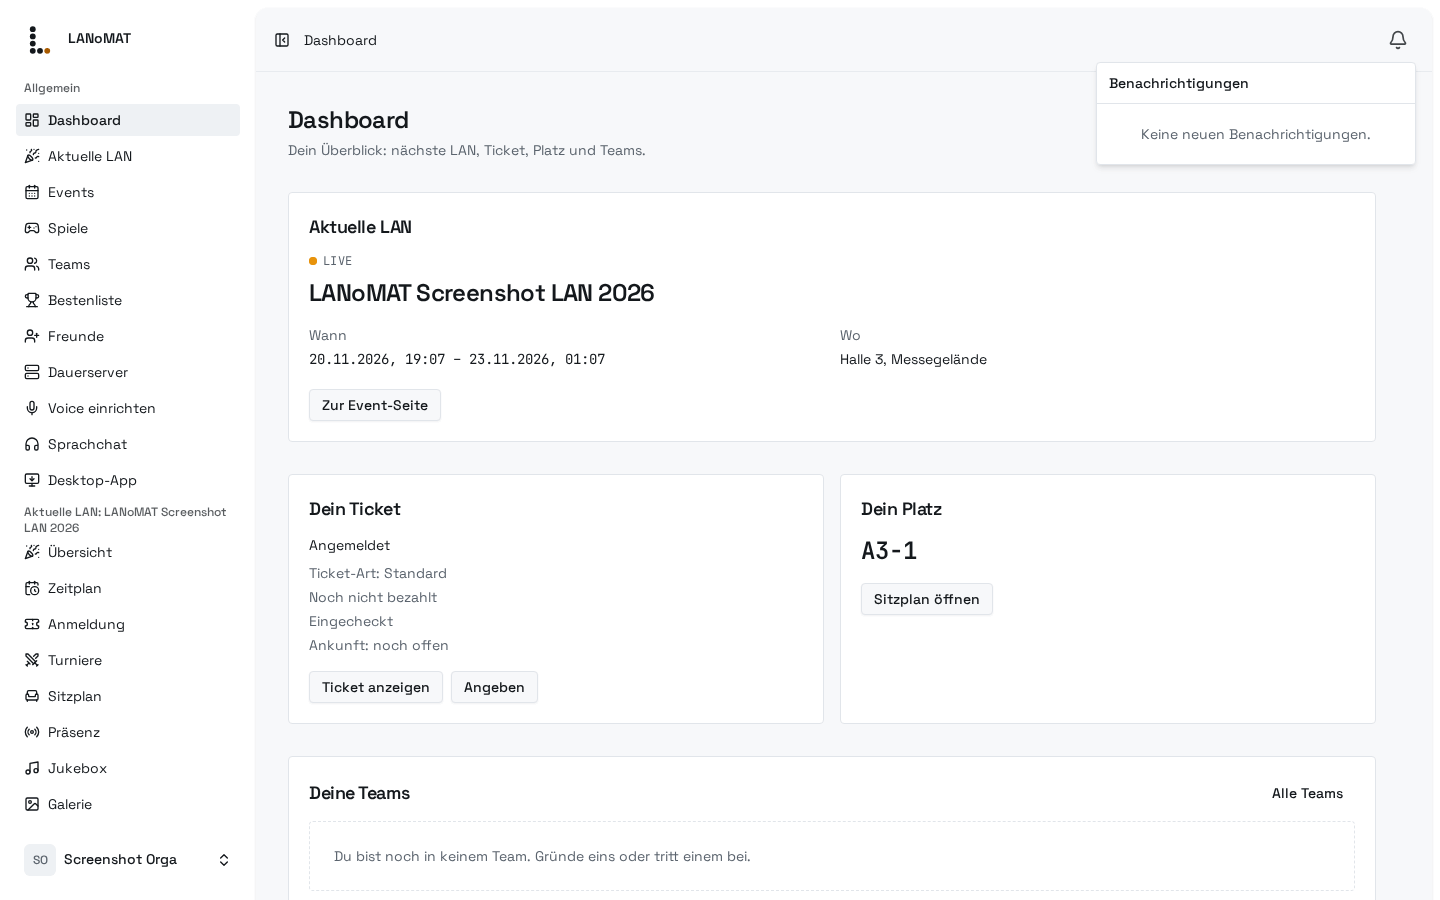 LANoMAT
Allgemein
Dashboard
Aktuelle LAN
Events
Spiele
Teams
Bestenliste
Freunde
Dauerserver
Voice einrichten
Sprachchat
Desktop-App
Aktuelle LAN: LANoMAT Screenshot
LAN 2026
Übersicht
Zeitplan
Anmeldung
Turniere
Sitzplan
Präsenz
Jukebox
Galerie
SO Screenshot Orga
Dashboard
Benachrichtigungen
Keine neuen Benachrichtigungen.
Dashboard
Dein Überblick: nächste LAN, Ticket, Platz und Teams.
Aktuelle LAN
LIVE
LANoMAT Screenshot LAN 2026
Wann
20.11.2026, 19:07 – 23.11.2026, 01:07
Wo
Halle 3, Messegelände
Zur Event-Seite
Dein Ticket
Angemeldet
Ticket-Art: Standard
Noch nicht bezahlt
Eingecheckt
Ankunft: noch offen
Ticket anzeigen Angeben
Dein Platz
A3-1
Sitzplan öffnen
Deine Teams
Alle Teams
Du bist noch in keinem Team. Gründe eins oder tritt einem bei.